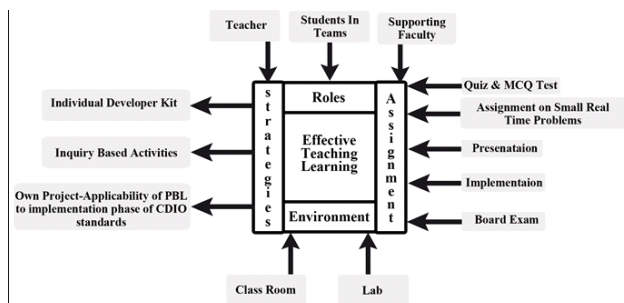 Teacher
Students In
Teams
Supporting
Faculty
Individual Developer Kit
Inquiry Based Activities
Own Project-Applicability of PBL
to implementation phase of CDIO
standards
strategies
Roles
Effective
Teaching
Learning
Environment
Assignment
Quiz & MCQ Test
Assignment on Small Real
Time Problems
Presenataion
Implementaion
Board Exam
Class Room
Lab